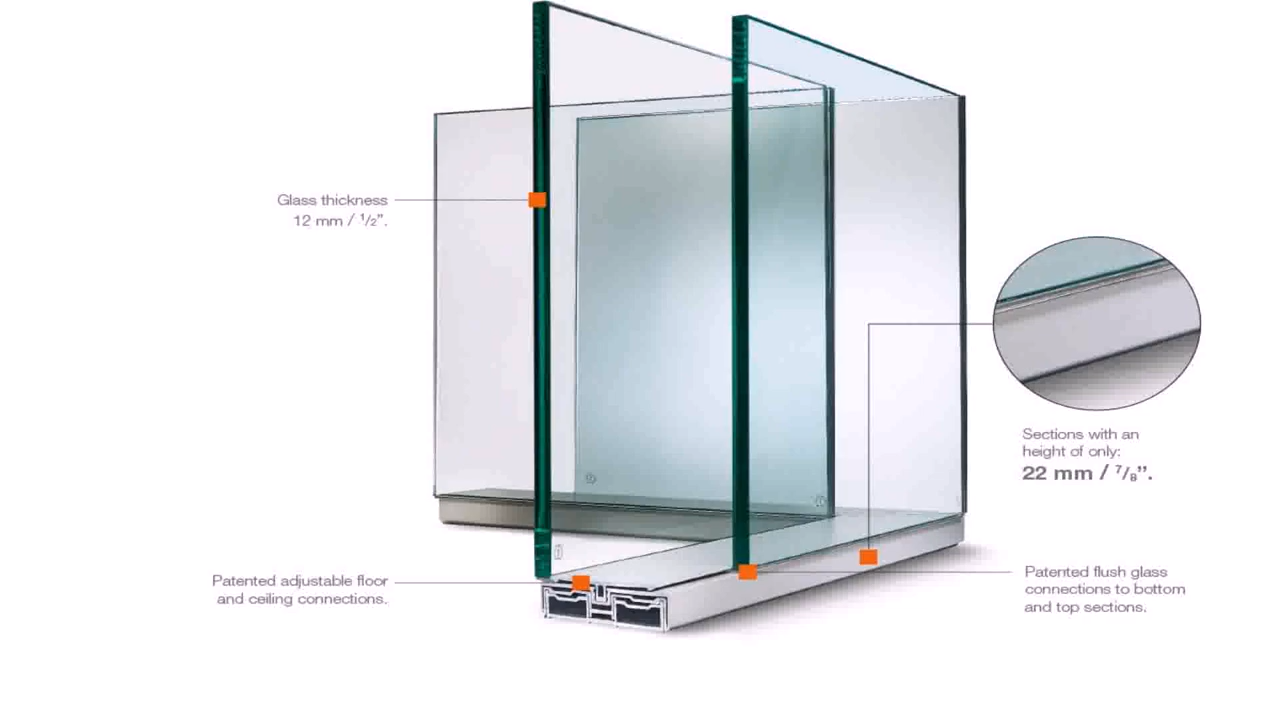 Glass thickness
12 mm / 1/2”.
Sections with an
height of only:
22 mm / 7/8”.
Patented adjustable floor
and ceiling connections.
Patented flush glass
connections to bottom
and top sections.